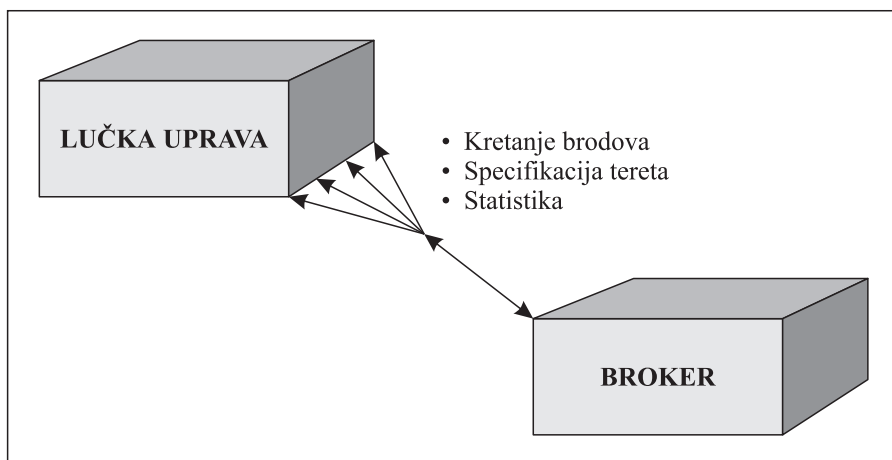 LUČKA UPRAVA
• Kretanje brodova
• Specifikacija tereta
• Statistika
BROKER